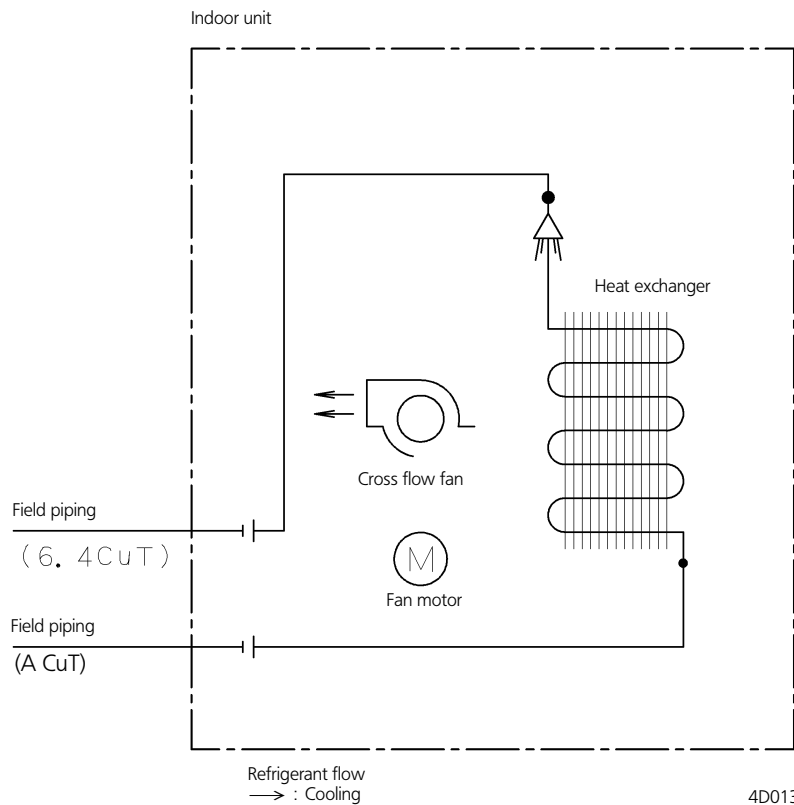 Indoor unit
Heat exchanger
Cross flow fan
Field piping
(6. 4CuT)
M
Fan motor
Field piping
(A CuT)
Refrigerant flow
: Cooling
4D013